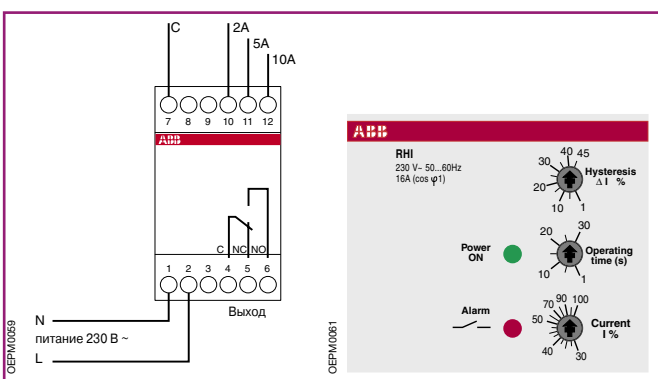 C
2A
5A
10A
7 8 9 10 11 12
ABB
C NC NO
1 2 3 4 5 6
Выход
N
питание 230 В ~
L
OEPM0059
ABB
RHI
230 V~ 50...60Hz
16A (cos φ1)
40 45
30
20
10 1
Hysteresis
Δ I %
Power
ON
20 30
10 1
Operating
time (s)
Alarm
70 90 100
50
40 30
Current
I %
OEPM0061